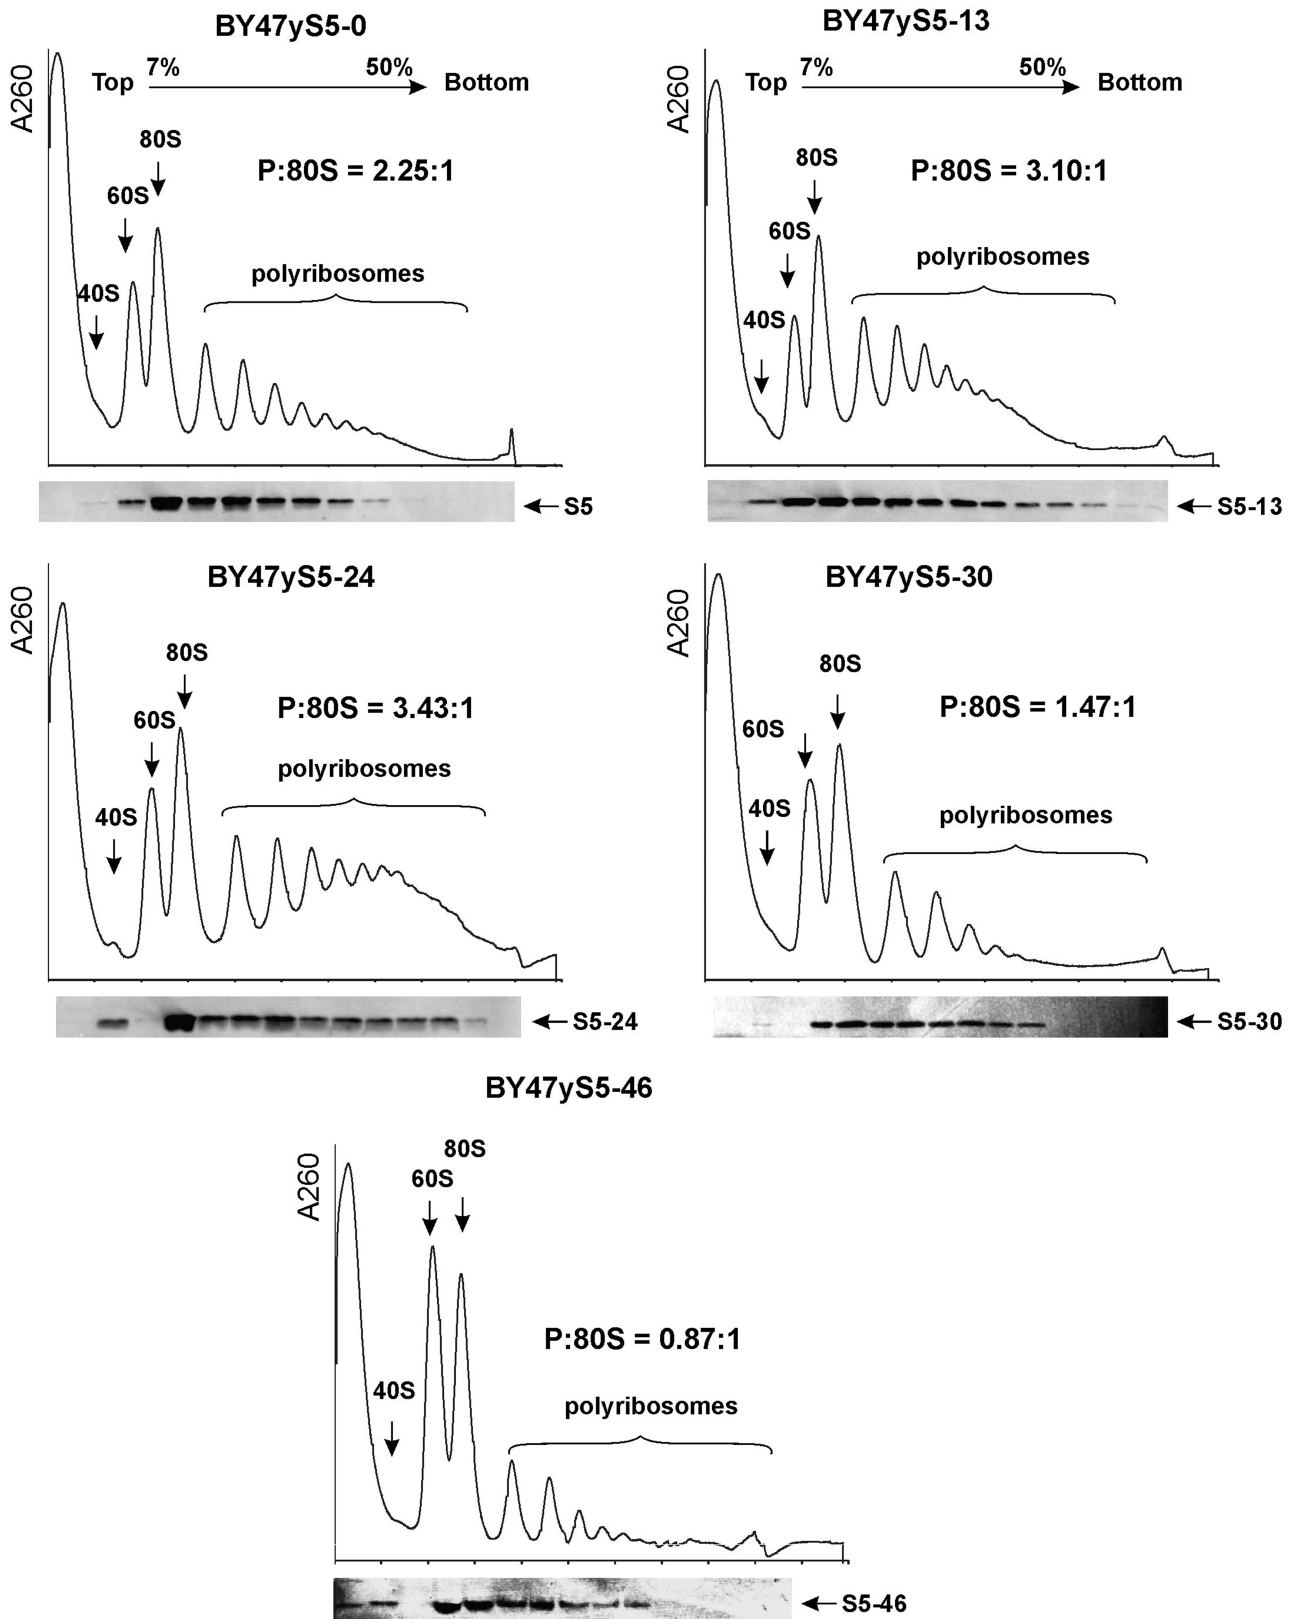 BY47yS5-0
A260
Top 7% 50% Bottom
80S
P:80S = 2.25:1
60S
polyribosomes
40S
S5
BY47yS5-13
A260
Top 7% 50% Bottom
80S
P:80S = 3.10:1
60S
polyribosomes
40S
S5-13
BY47yS5-24
A260
80S
P:80S = 3.43:1
60S
polyribosomes
40S
S5-24
BY47yS5-30
A260
80S
P:80S = 1.47:1
60S
40S
polyribosomes
S5-30
BY47yS5-46
A260
80S
60S
P:80S = 0.87:1
40S
polyribosomes
S5-46